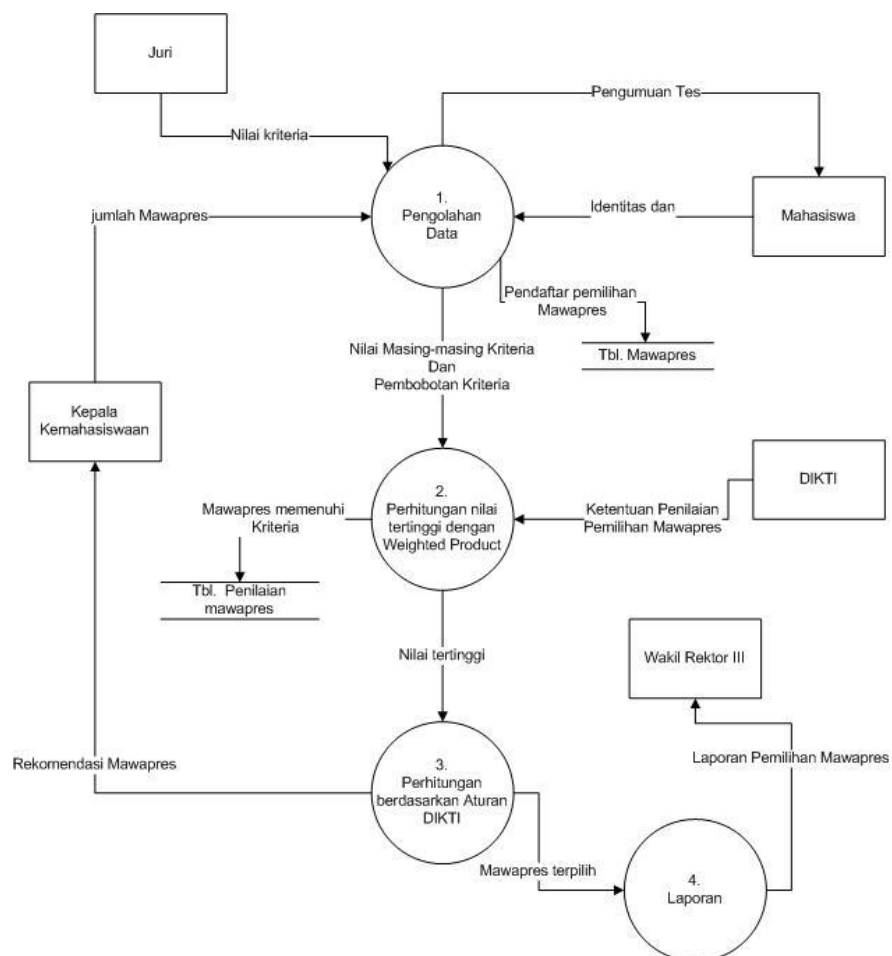 Juri
Pengumuan Tes
Nilai kriteria
1.
Pengolahan
Data
jumlah Mawapres
Identitas dan
Mahasiswa
Pendaftar pemilihan
Mawapres
Tbl. Mawapres
Nilai Masing-masing Kriteria
Dan
Pembobotan Kriteria
Kepala
Kemahasiswaan
2.
Perhitungan nilai
tertinggi dengan
Weighted Product
DIKTI
Ketentuan Penilaian
Pemilihan Mawapres
Mawapres memenuhi
Kriteria
Tbl. Penilaian
mawapres
Nilai tertinggi
Wakil Rektor III
Rekomendasi Mawapres
3.
Perhitungan
berdasarkan Aturan
DIKTI
Laporan Pemilihan Mawapres
Mawapres terpilih
4.
Laporan